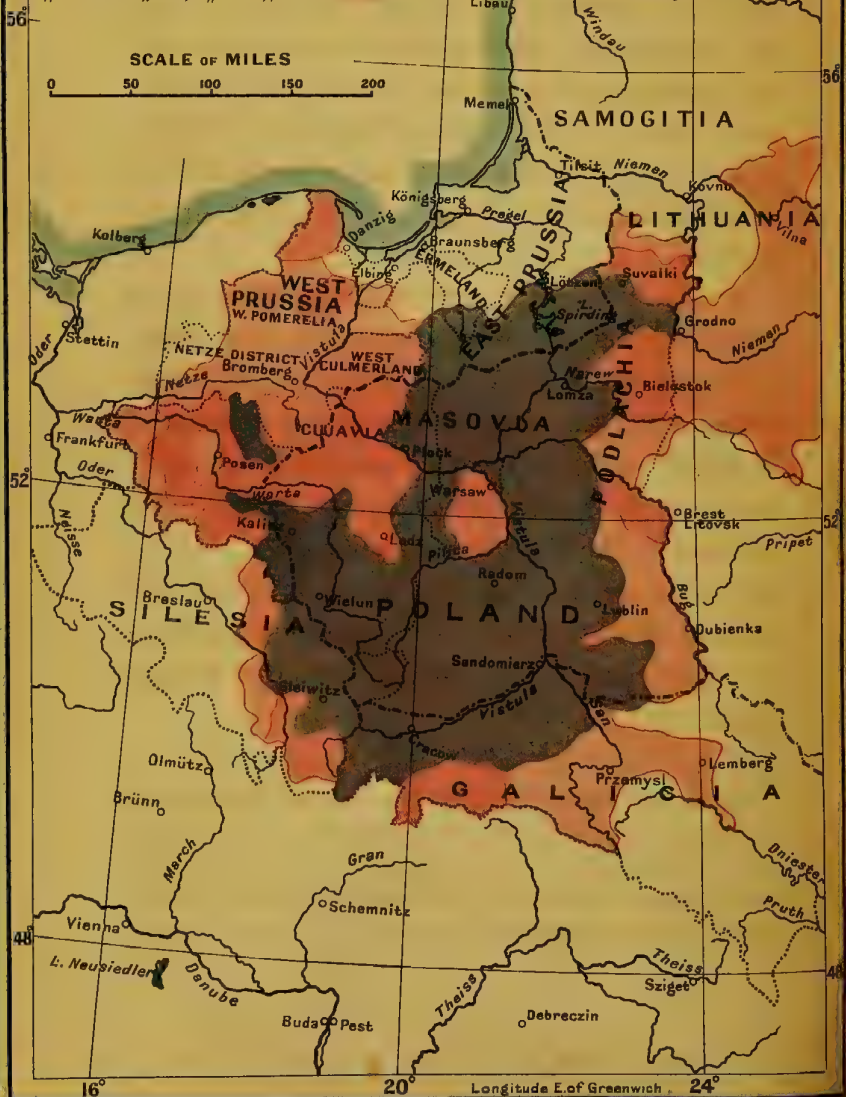 Libau
56°
Windau
SCALE OF MILES
0 50 100 150 200
56°
Memel
SAMOGITIA
Tilsit
Niemen
Kovno
Königsberg
Pregel
LITHUANIA
Vilna
Kolberg
Danzig
Braunsberg
Elbing
ERMELAND
EAST PRUSSIA
Lötzen
Suvalki
WEST
PRUSSIA
W. POMERELIA
L.
Spirding
Grodno
Oder
Stettin
Vistula
Niemen
NETZE DISTRICT
WEST
CULMERLAND
Bromberg
Netze
Narew
Lomza
Bielostok
PODLACHIA
Warta
CUJAVIA
MASOVDA
Frankfurt
Plock
Posen
Oder
52°
Warsaw
Warta
Vistula
Brest
Litovsk
52°
Neisse
Kalisz
Lodz
Pilica
Pripet
Radom
Breslau
Wielun
POLAND
Lublin
Bug
SILESIA
Dubienka
Sandomierz
Gleiwitz
Vistula
San
Cracow
Olmütz
Przemysl
Lemberg
GALICIA
Brünn
March
Gran
Dniester
Schemnitz
Pruth
Vienna
48°
L. Neusiedler
Danube
Theiss
Theiss
Sziget
48°
Buda
Pest
Debreczin
16°
20°
Longitude E. of Greenwich
24°